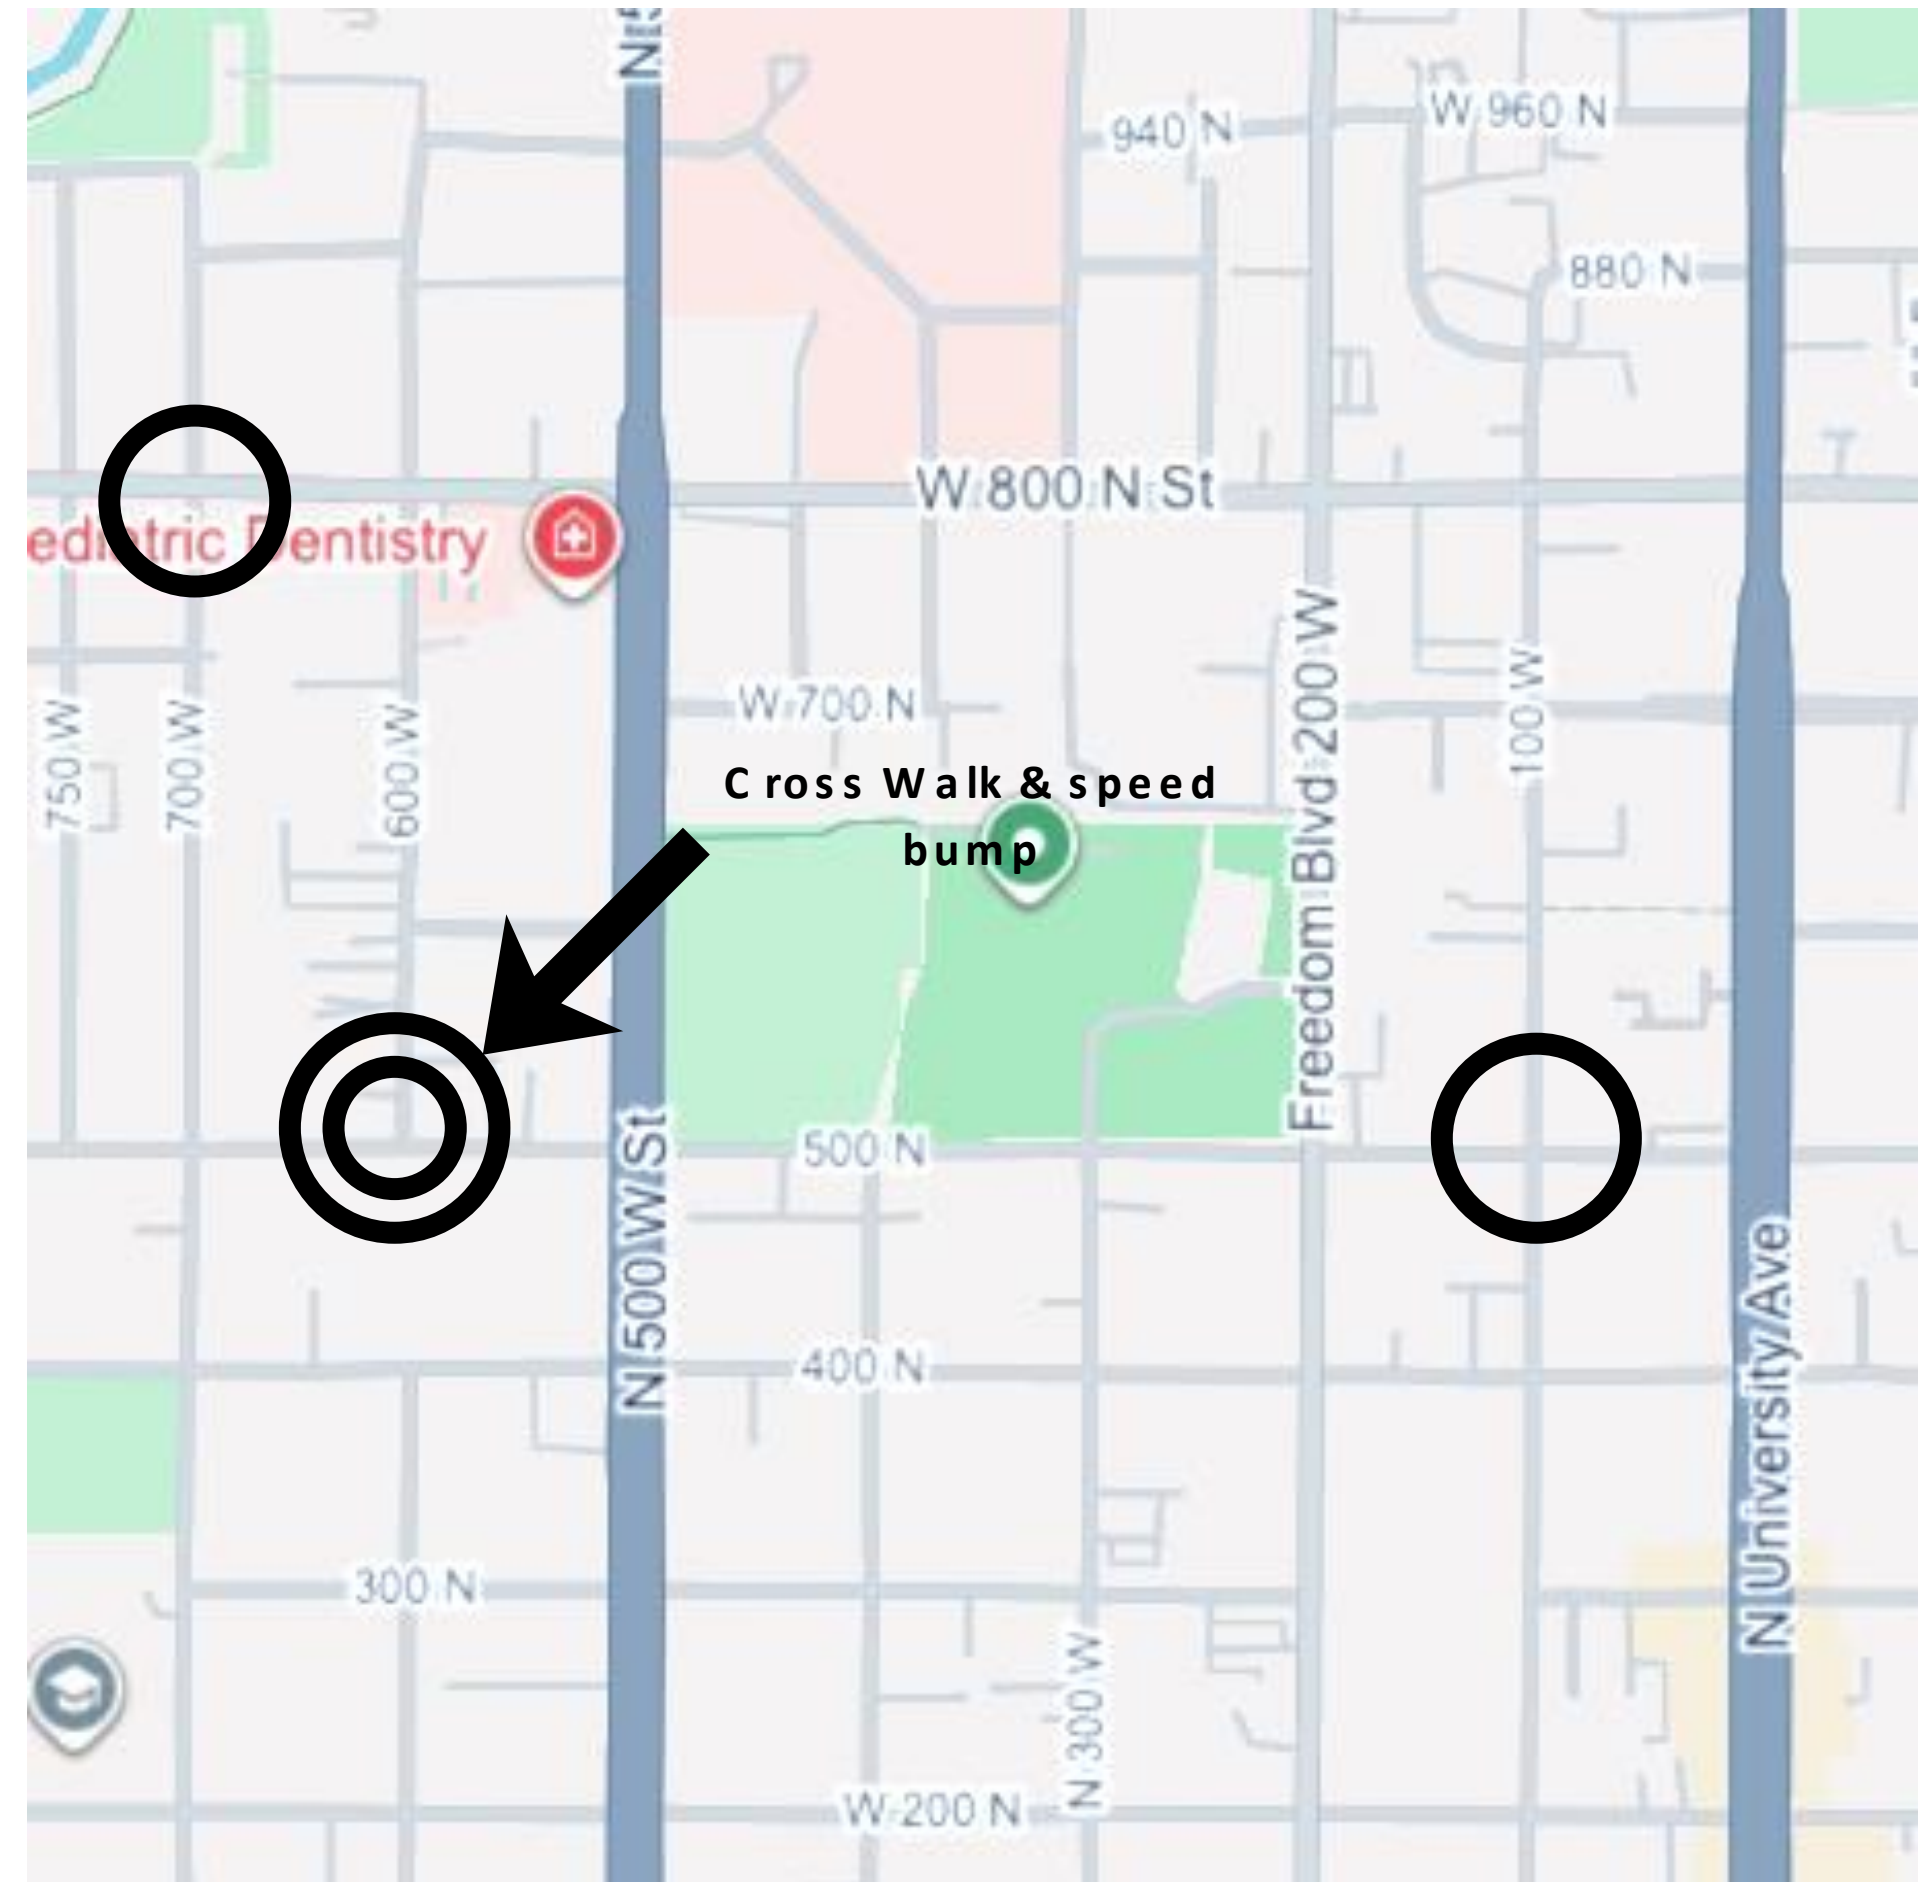 N 5
W 960 N
940 N
880 N
W 800 N St
ediatric Dentistry
Freedom Blvd 200 W
100 W
750 W
700 W
600 W
W 700 N
Cross Walk & speed
bump
500 N
N 500 W St
400 N
N University Ave
300 N
N 300 W
W 200 N